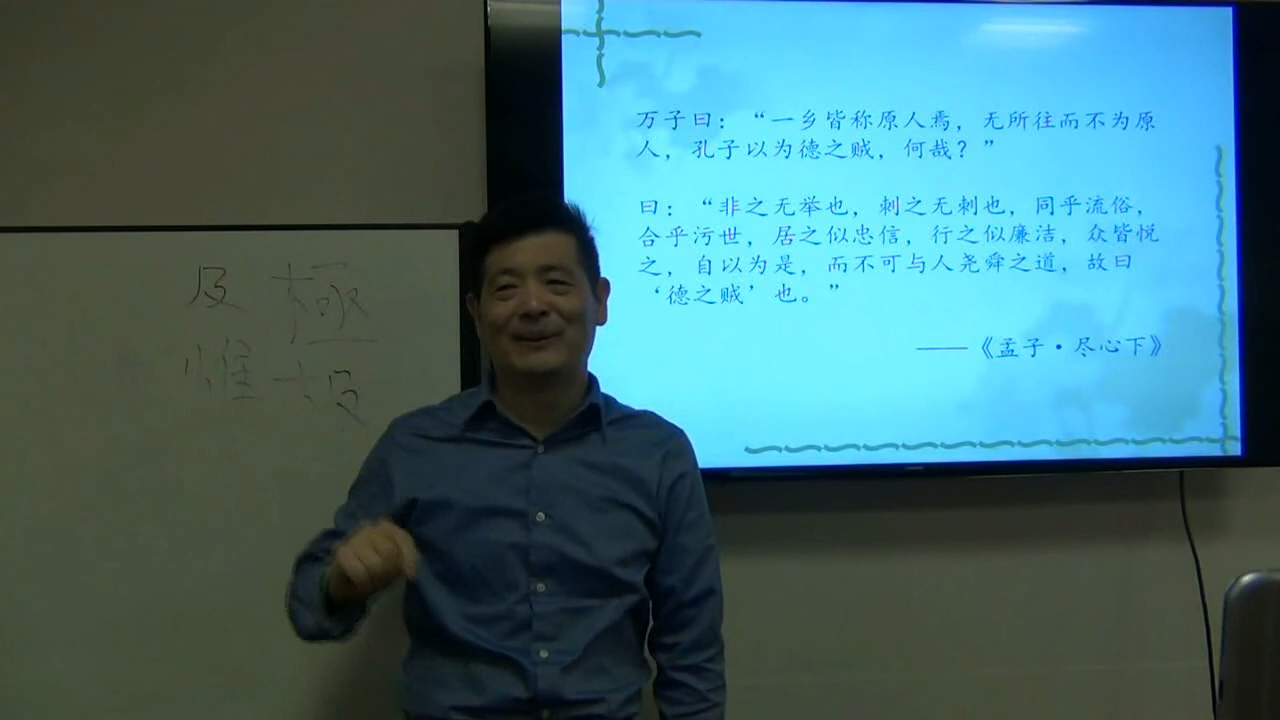 万子曰：“一乡皆称原人焉，无所往而不为原
人，孔子以为德之贼，何哉？”
曰：“非之无举也，刺之无刺也，同乎流俗，
合乎污世，居之似忠信，行之似廉洁，众皆悦
之，自以为是，而不可与人尧舜之道，故曰
‘德之贼’也。”
——《孟子·尽心下》
及 極
惟 极